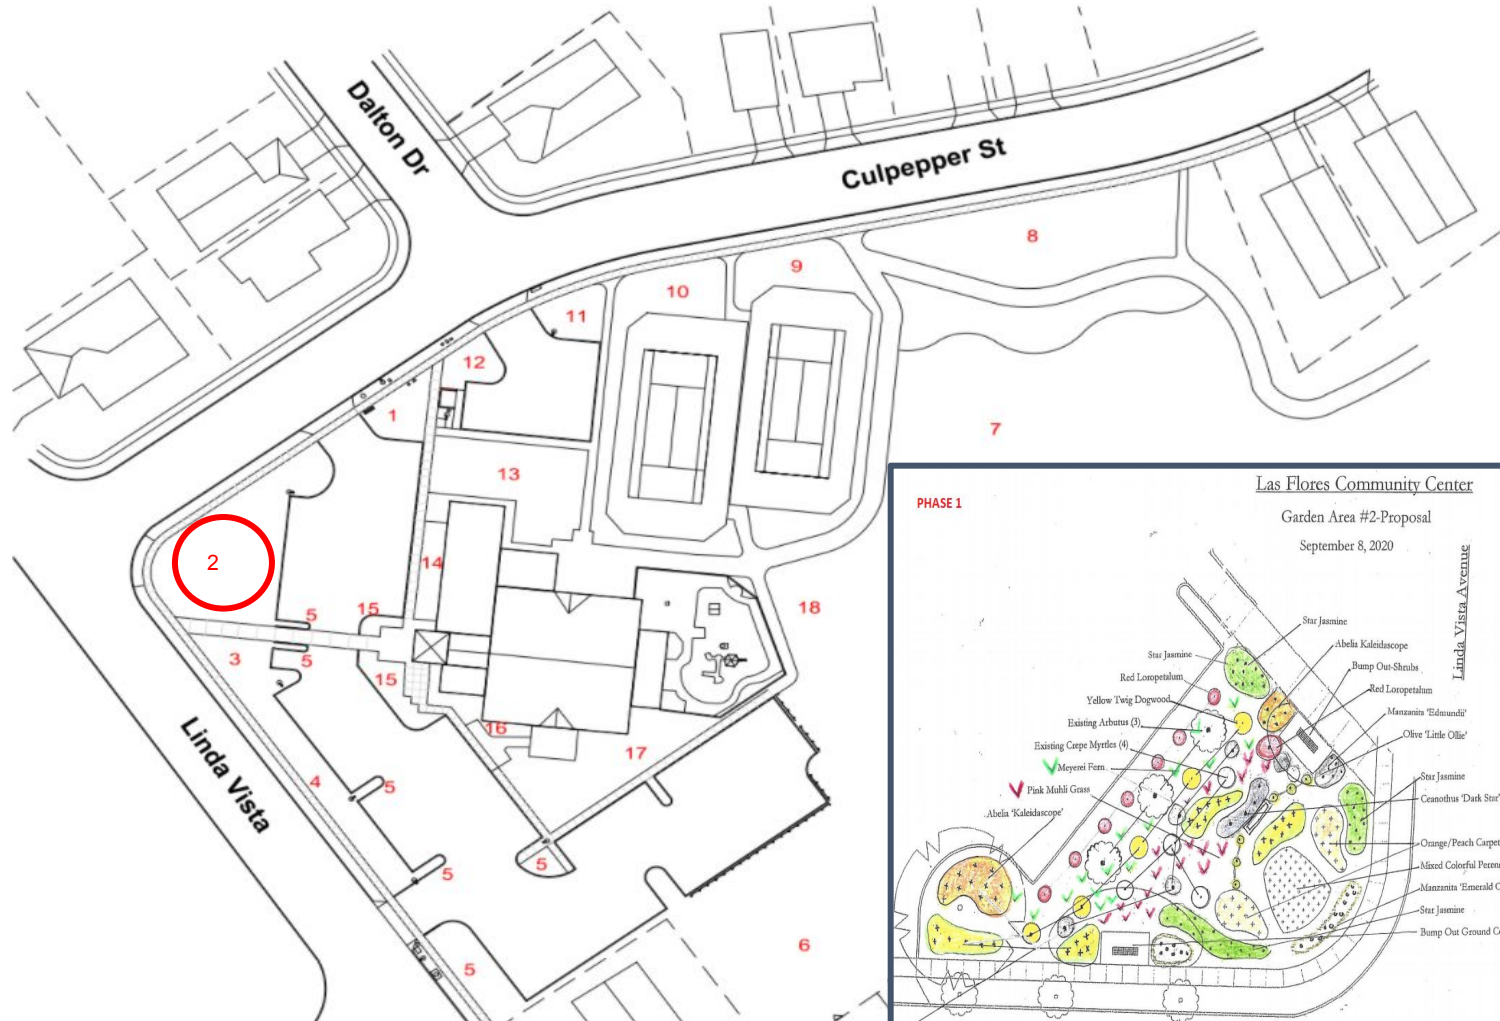 Dalton Dr
Culpepper St
8
9
10
11
12
1
7
13
2
14
5
15
18
3
5
15
16
17
Linda Vista
4
5
5
5
6
5
PHASE 1
Las Flores Community Center
Garden Area #2-Proposal
September 8, 2020
Linda Vista Avenue
Star Jasmine
Abelia Kaleidascope
Star Jasmine
Bump Out-Shrubs
Red Loropetalum
Red Loropetalum
Yellow Twig Dogwood
Manzanita 'Edmundii'
Existing Arbutus (3)
Olive 'Little Ollie'
Existing Crepe Myrtles (4)
Meyerei Fern
Star Jasmine
Pink Muhli Grass
Ceanothus 'Dark Star'
Abelia 'Kaleidascope'
Orange/Peach Carpet
Mixed Colorful Peren
Manzanita 'Emerald C
Star Jasmine
Bump Out Ground C